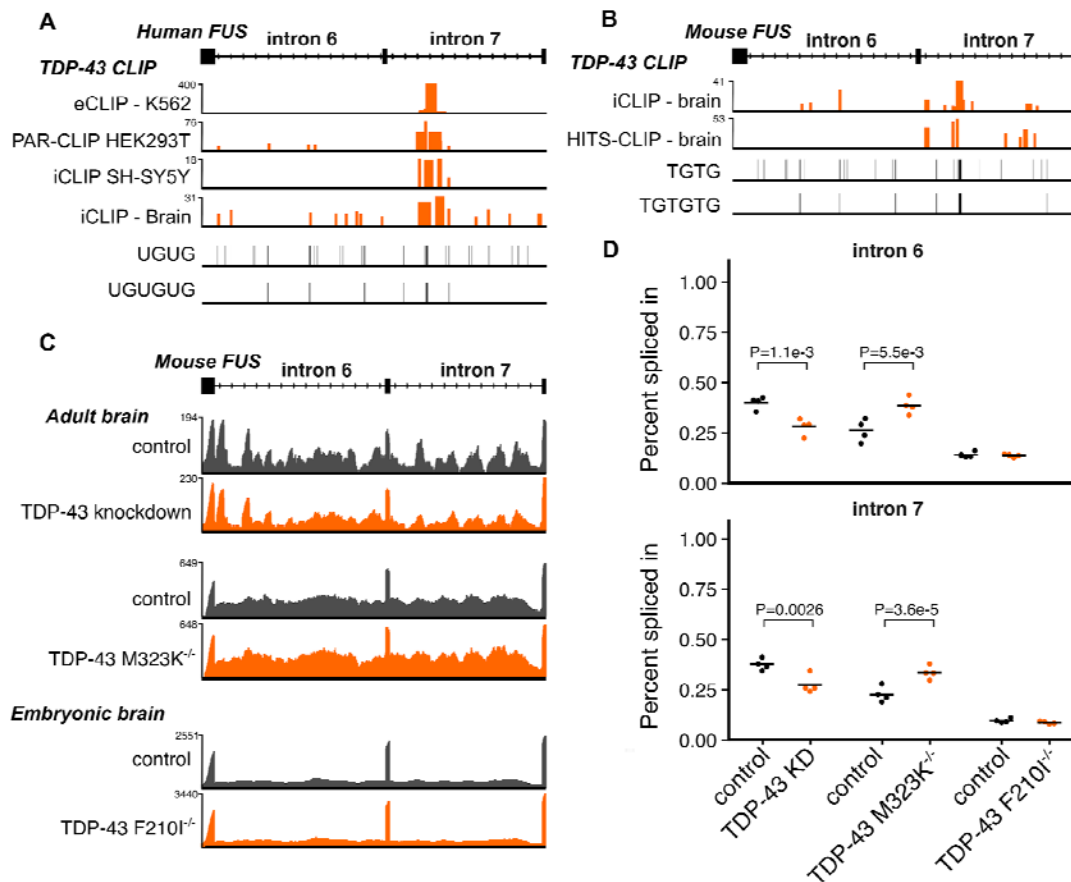 A
Human FUS
intron 6 intron 7
TDP-43 CLIP
400
eCLIP - K562
76
PAR-CLIP HEK293T
18
iCLIP SH-SY5Y
31
iCLIP - Brain
UGUG
UGUGUG
B
Mouse FUS
intron 6 intron 7
TDP-43 CLIP
41
iCLIP - brain
53
HITS-CLIP - brain
TGTG
TGTGTG
C
Mouse FUS
intron 6 intron 7
Adult brain
194
control
230
TDP-43 knockdown
649
control
648
TDP-43 M323K-/-
Embryonic brain
2551
control
3440
TDP-43 F210I-/-
D
intron 6
Percent spliced in
1.00
0.75
0.50
0.25
0.00
P=1.1e-3 P=5.5e-3
intron 7
Percent spliced in
1.00
0.75
0.50
0.25
0.00
P=0.0026 P=3.6e-5
control
TDP-43 KD
control
TDP-43 M323K-/-
control
TDP-43 F210I-/-